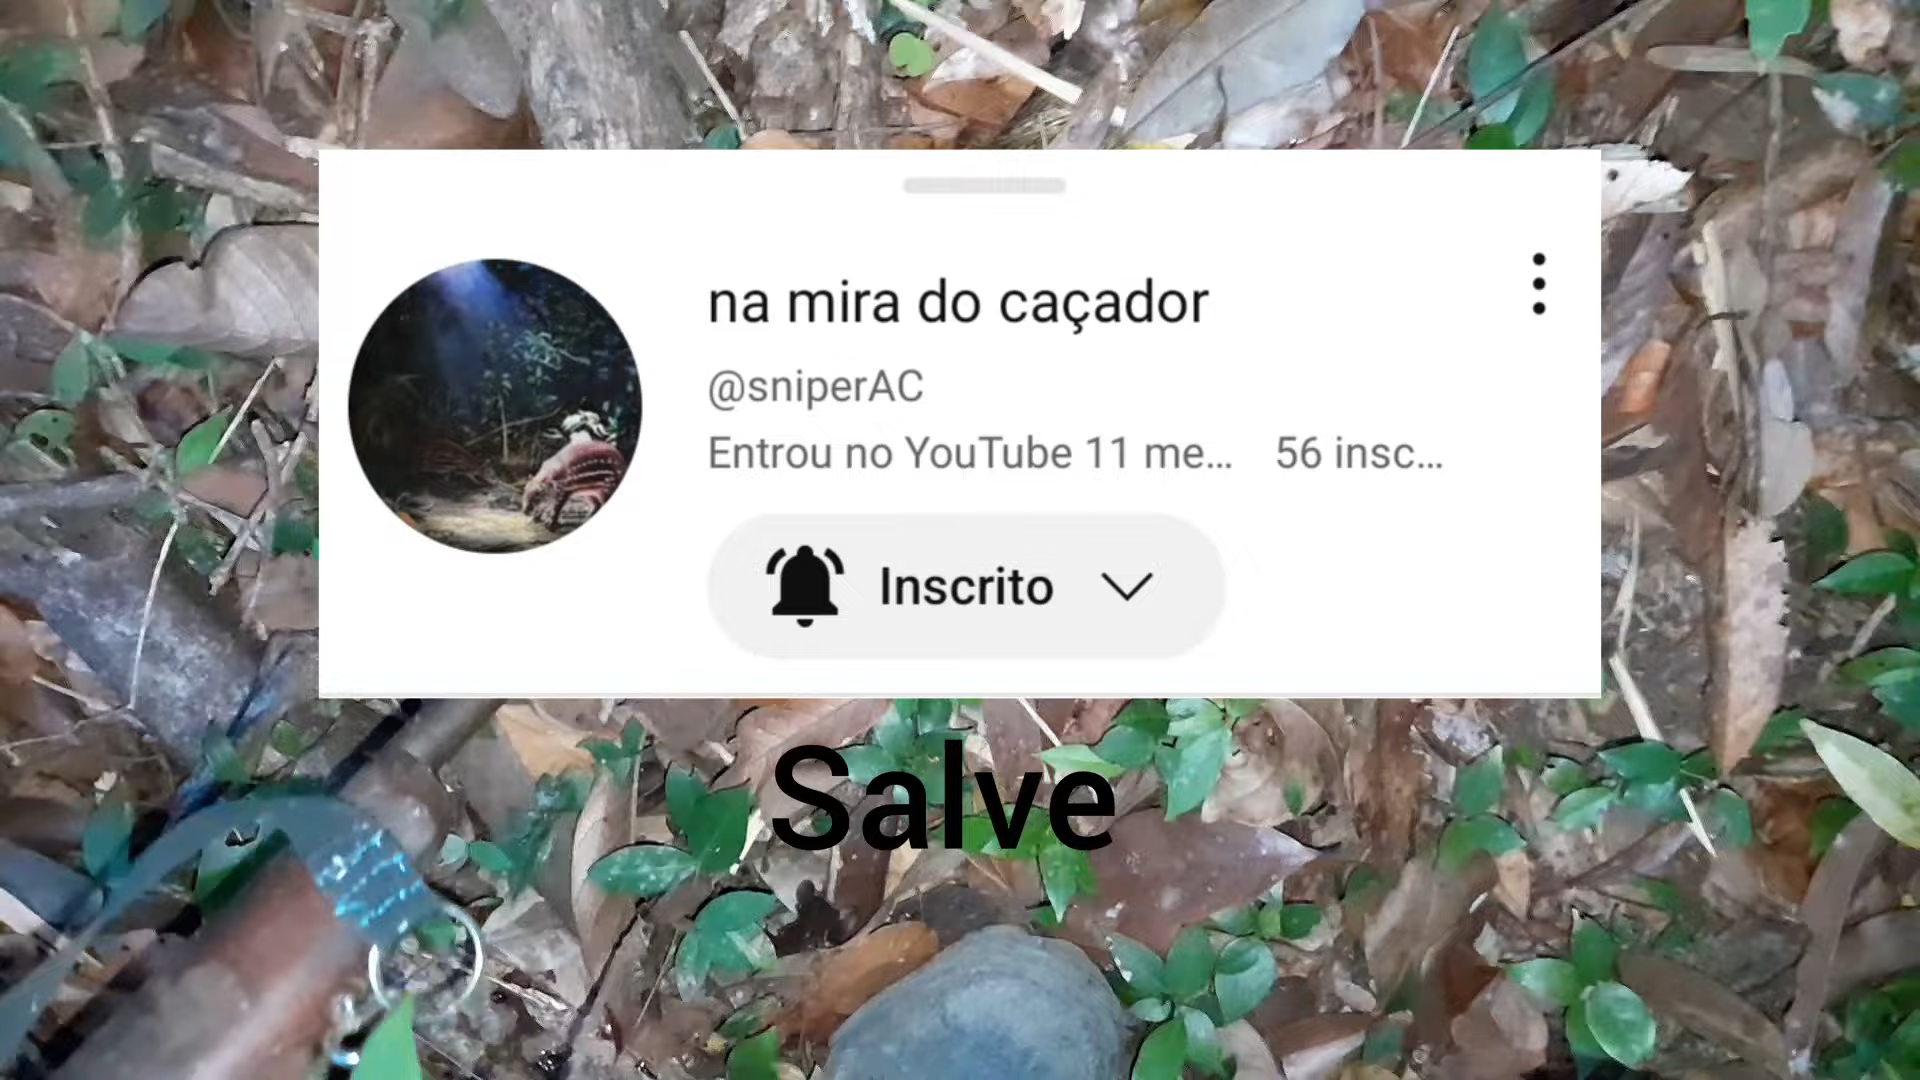 na mira do caçador
@sniperAC
Entrou no YouTube 11 me... 56 insc...
Inscrito
Salve